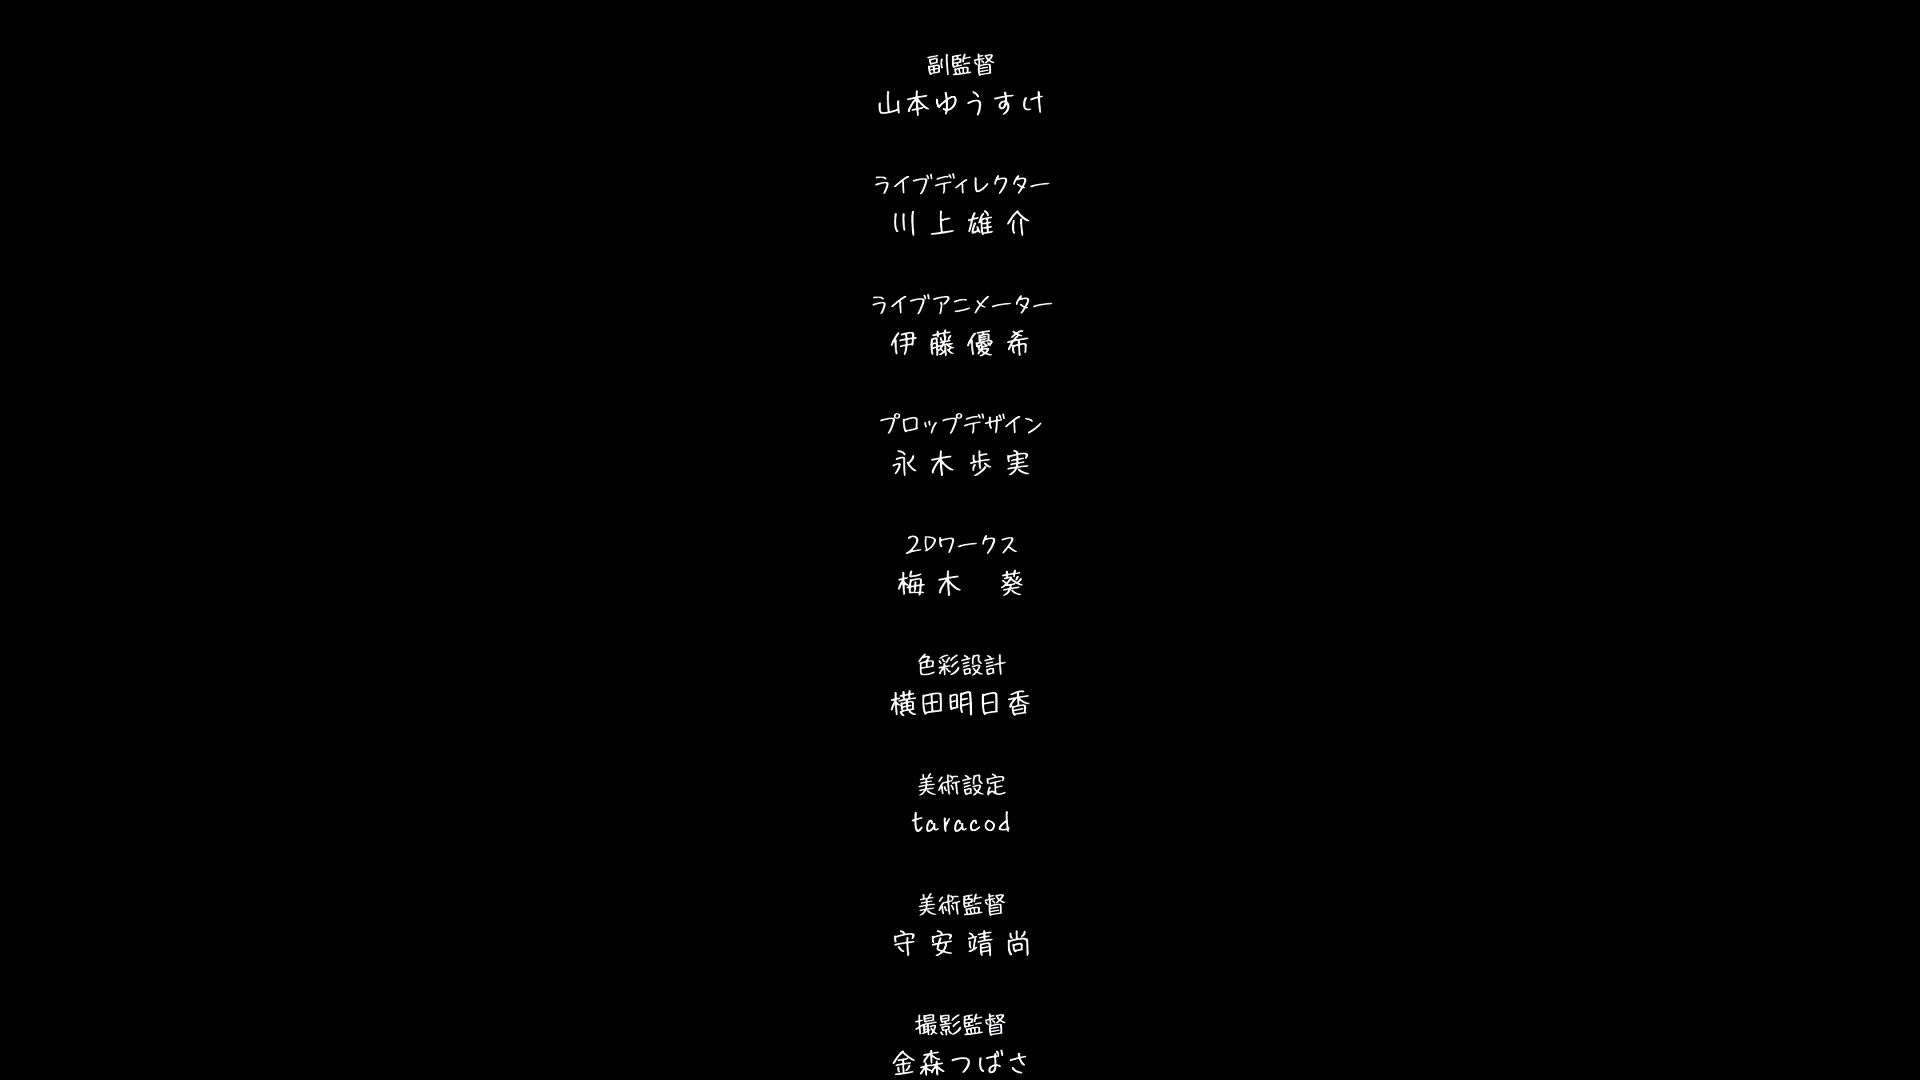 副監督
山本ゆうすけ
ライブディレクター
川上雄介
ライブアニメーター
伊藤優希
プロップデザイン
永木歩実
2Dワークス
梅木 葵
色彩設計
横田明日香
美術設定
taracod
美術監督
守安靖尚
撮影監督
金森つばさ